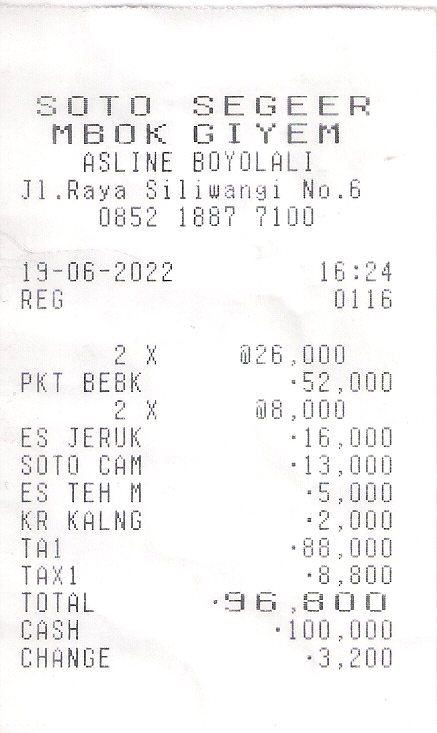 SOTO SEGEER
MBOK GIYEM
ASLINE BOYOLALI
Jl.Raya Siliwangi No.6
0852 1887 7100
19-06-2022 16:24
REG 0116
2 X @26,000
PKT BEBK ·52,000
2 X @8,000
ES JERUK ·16,000
SOTO CAM ·13,000
ES TEH M ·5,000
KR KALNG ·2,000
TA1 ·88,000
TAX1 ·8,800
TOTAL ·96,800
CASH ·100,000
CHANGE ·3,200